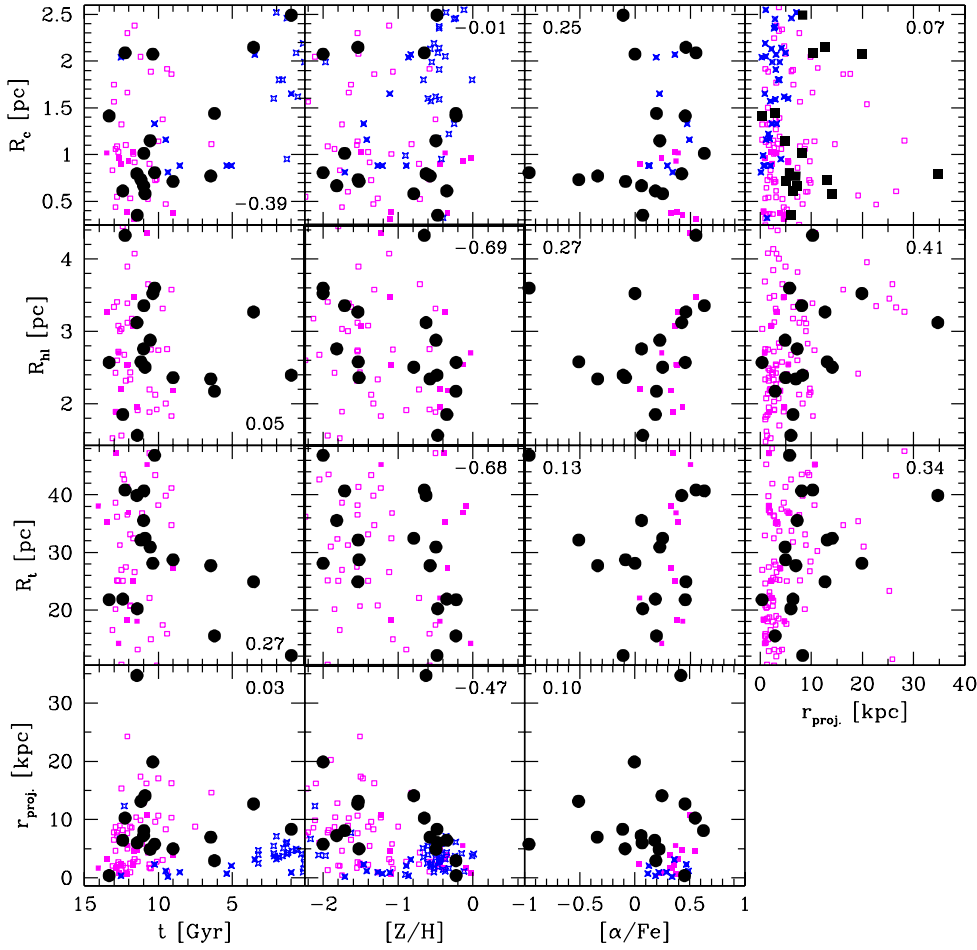 2.5
2
1.5
1
0.5
R_c [pc]
-0.39
-0.01
0.25
0.07
4
3
2
R_hl [pc]
0.05
-0.69
0.27
0.41
40
30
20
R_t [pc]
0.27
-0.68
0.13
0.34
30
20
10
0
r_proj. [kpc]
0.03
-0.47
0.10
0 10 20 30 40
r_proj. [kpc]
15 10 5
-2 -1 0
-1 -0.5 0 0.5 1
t [Gyr]
[Z/H]
[α/Fe]